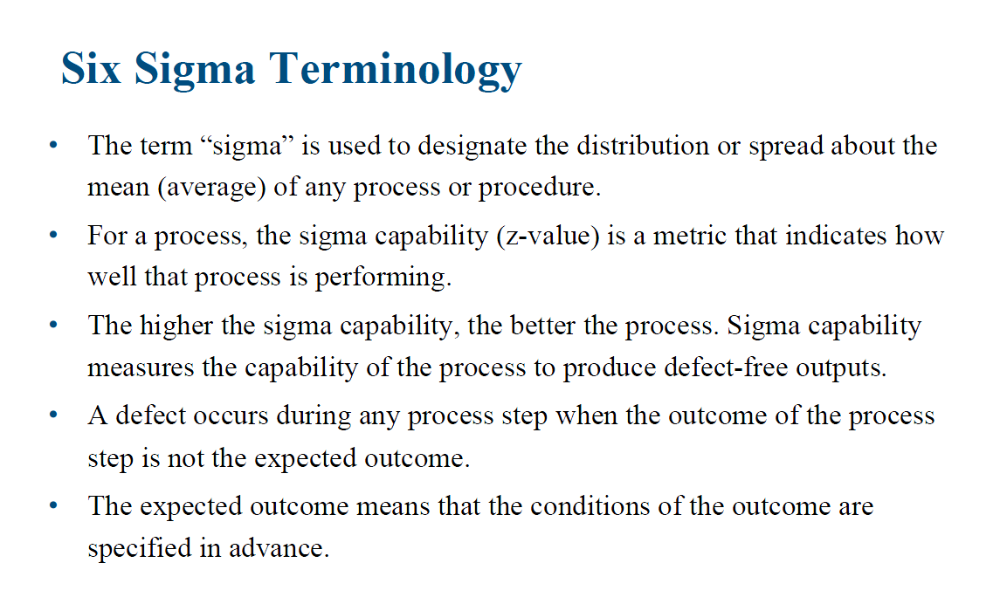 Six Sigma Terminology
• The term “sigma” is used to designate the distribution or spread about the
mean (average) of any process or procedure.
• For a process, the sigma capability (z-value) is a metric that indicates how
well that process is performing.
• The higher the sigma capability, the better the process. Sigma capability
measures the capability of the process to produce defect-free outputs.
• A defect occurs during any process step when the outcome of the process
step is not the expected outcome.
• The expected outcome means that the conditions of the outcome are
specified in advance.